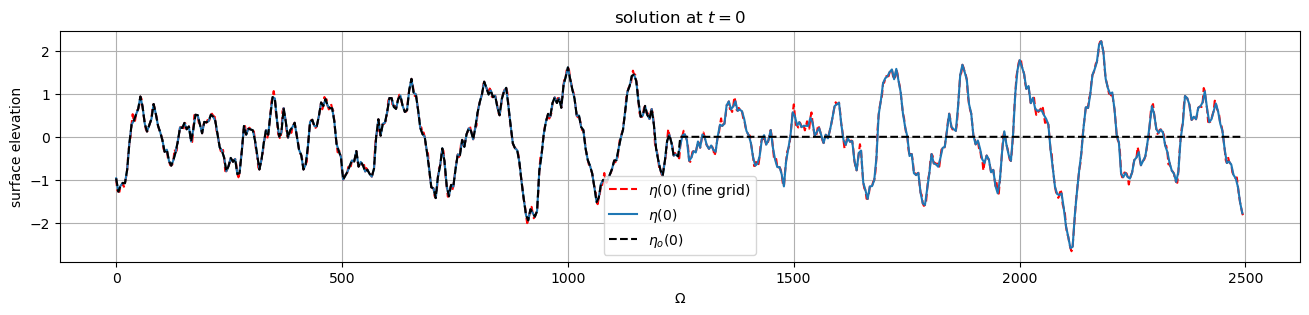 solution at t = 0
surface elevation
2
1
0
−1
−2
η(0) (fine grid)
η(0)
ηₒ(0)
0 500 1000 1500 2000 2500
Ω